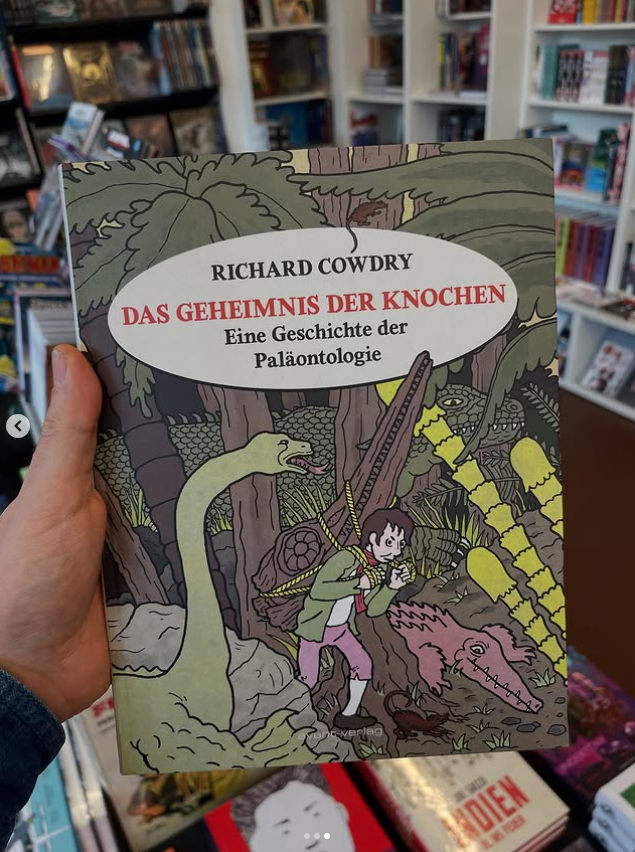 RICHARD COWDRY
DAS GEHEIMNIS DER KNOCHEN
Eine Geschichte der
Paläontologie
avant-verlag